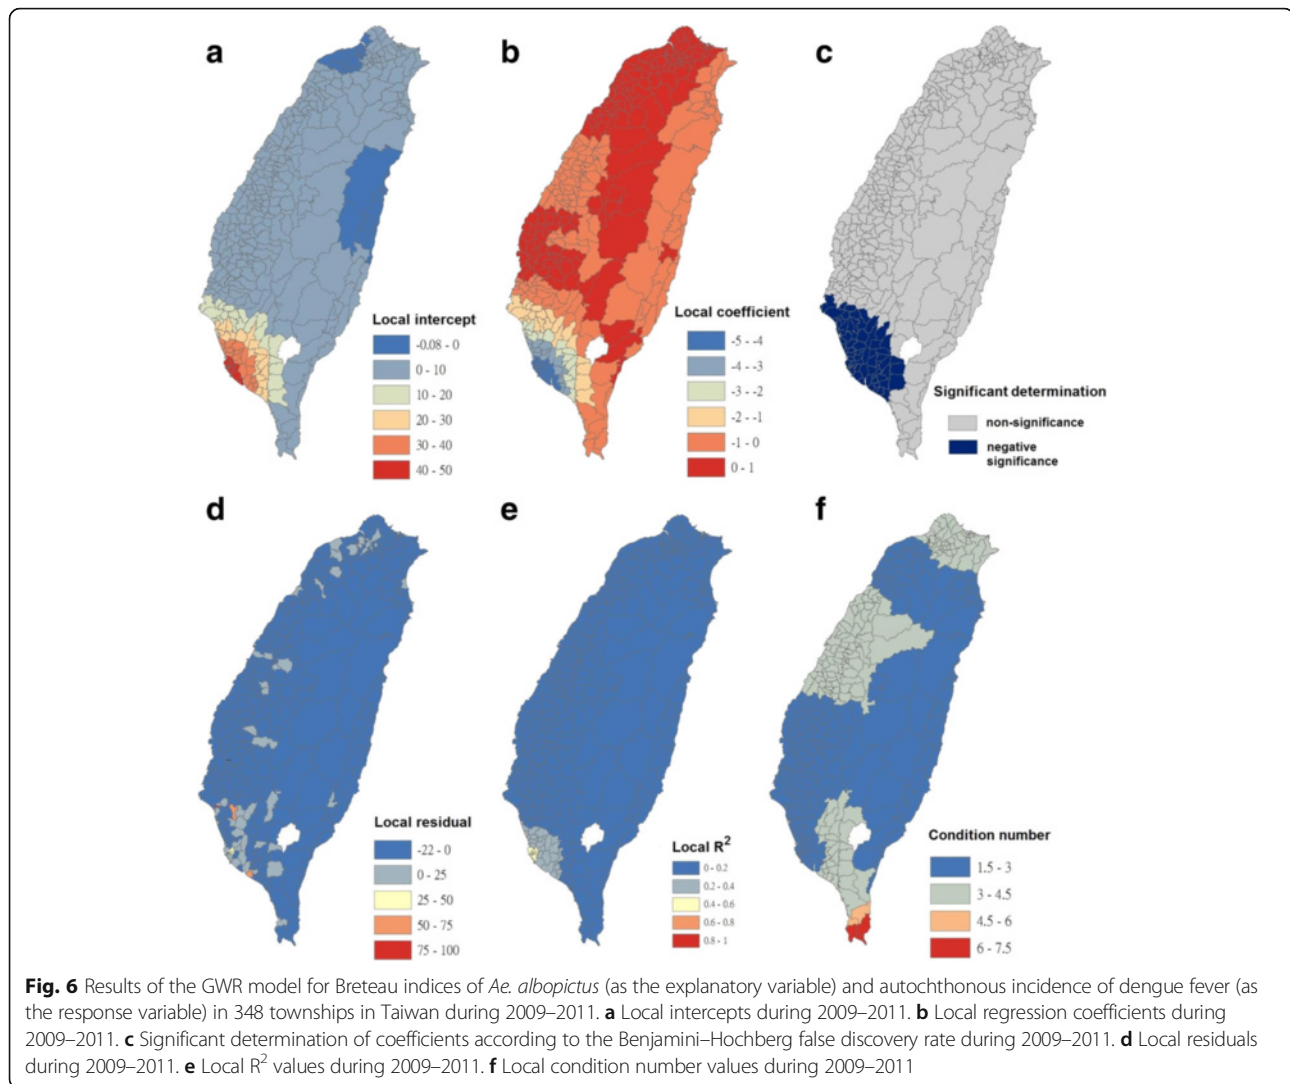 a
b
c
Local intercept
-0.08 - 0
0 - 10
10 - 20
20 - 30
30 - 40
40 - 50
Local coefficient
-5 - -4
-4 - -3
-3 - -2
-2 - -1
-1 - 0
0 - 1
Significant determination
non-significance
negative
significance
d
e
f
Local residual
-22 - 0
0 - 25
25 - 50
50 - 75
75 - 100
Local R²
0 - 0.2
0.2 - 0.4
0.4 - 0.6
0.6 - 0.8
0.8 - 1
Condition number
1.5 - 3
3 - 4.5
4.5 - 6
6 - 7.5
Fig. 6 Results of the GWR model for Breteau indices of Ae. albopictus (as the explanatory variable) and autochthonous incidence of dengue fever (as
the response variable) in 348 townships in Taiwan during 2009–2011. a Local intercepts during 2009–2011. b Local regression coefficients during
2009–2011. c Significant determination of coefficients according to the Benjamini–Hochberg false discovery rate during 2009–2011. d Local residuals
during 2009–2011. e Local R² values during 2009–2011. f Local condition number values during 2009–2011